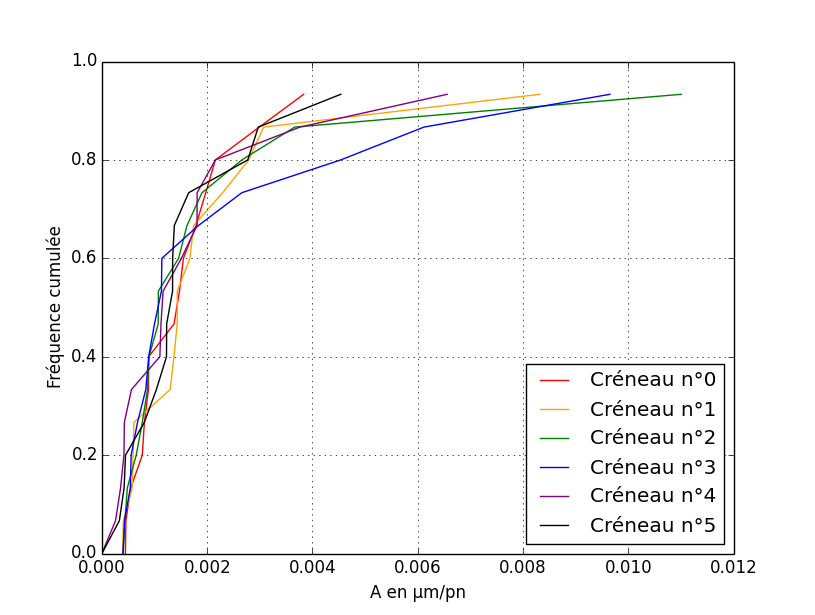 1.0
0.8
0.6
0.4
0.2
0.0
Fréquence cumulée
0.000 0.002 0.004 0.006 0.008 0.010 0.012
A en µm/pn
Créneau n°0
Créneau n°1
Créneau n°2
Créneau n°3
Créneau n°4
Créneau n°5